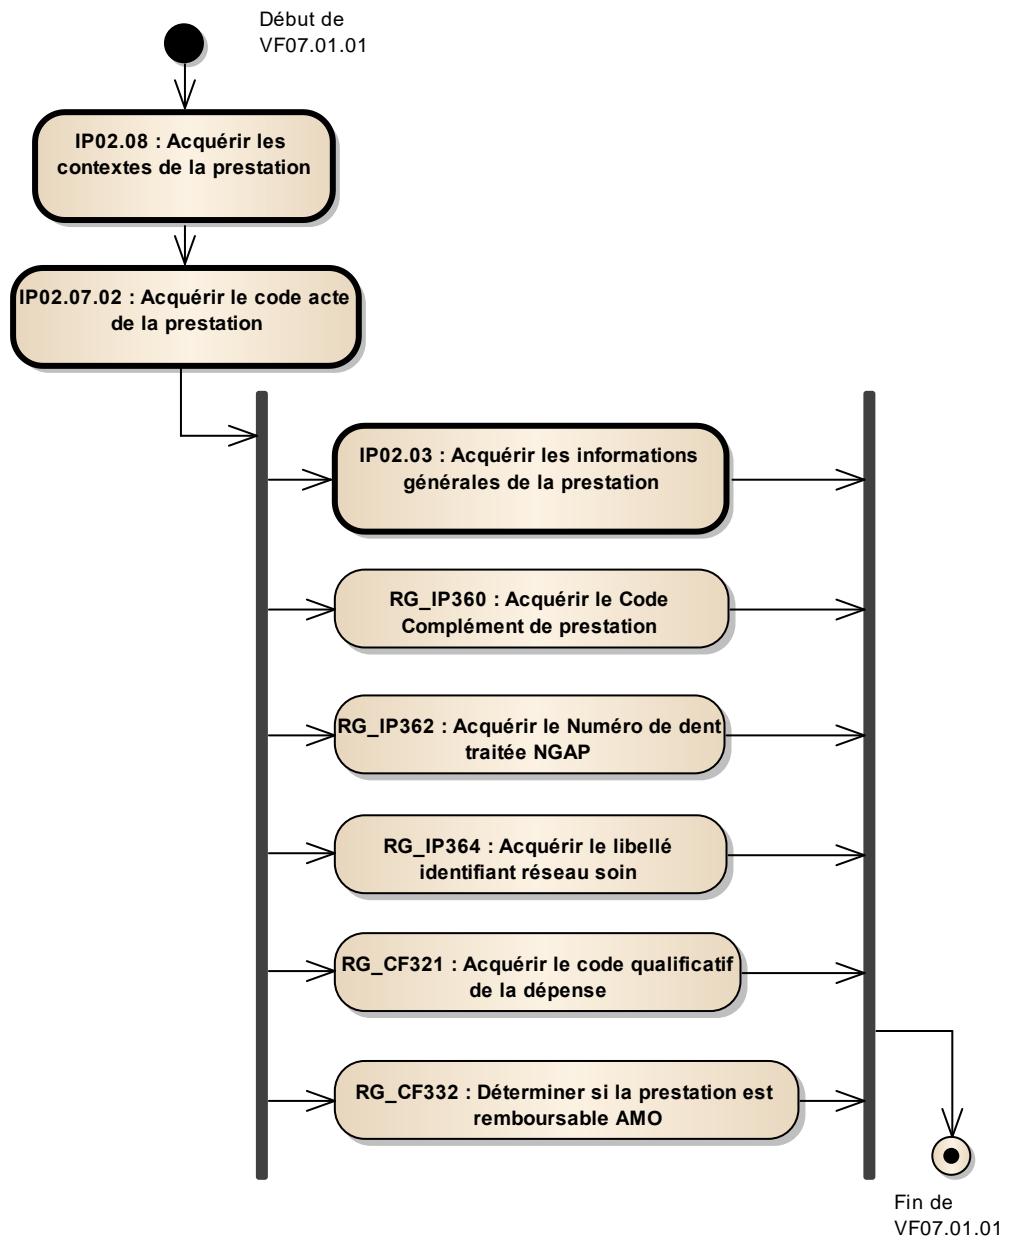 Début de
VF07.01.01
IP02.08 : Acquérir les
contextes de la prestation
IP02.07.02 : Acquérir le code acte
de la prestation
IP02.03 : Acquérir les informations
générales de la prestation
RG_IP360 : Acquérir le Code
Complément de prestation
RG_IP362 : Acquérir le Numéro de dent
traitée NGAP
RG_IP364 : Acquérir le libellé
identifiant réseau soin
RG_CF321 : Acquérir le code qualificatif
de la dépense
RG_CF332 : Déterminer si la prestation est
remboursable AMO
Fin de
VF07.01.01